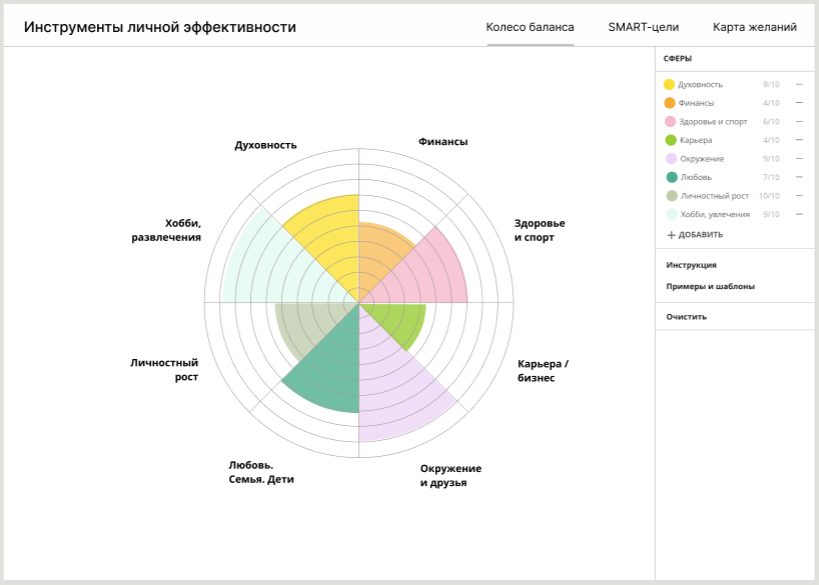 Инструменты личной эффективности
Колесо баланса
SMART-цели
Карта желаний
СФЕРЫ
Духовность 9/10
Финансы 4/10
Здоровье и спорт 6/10
Карьера 4/10
Окружение 9/10
Любовь 7/10
Личностный рост 10/10
Хобби, увлечения 9/10
+ ДОБАВИТЬ
Инструкция
Примеры и шаблоны
Очистить
Духовность
Финансы
Хобби,
развлечения
Здоровье
и спорт
Личностный
рост
Карьера /
бизнес
Любовь.
Семья. Дети
Окружение
и друзья